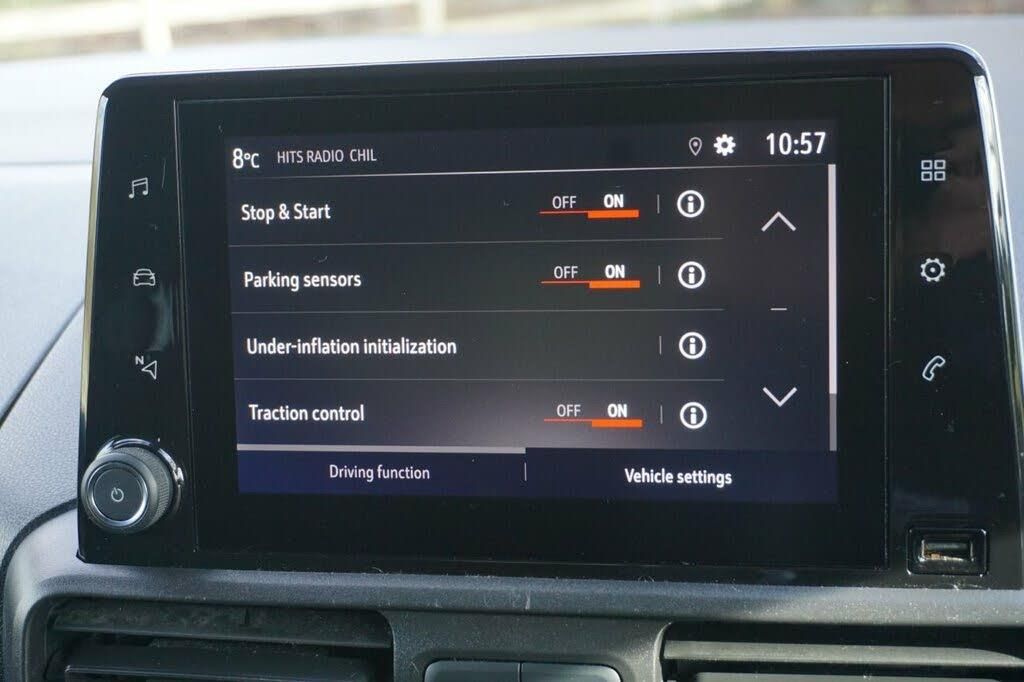 8°C HITS RADIO CHIL 10:57
Stop & Start OFF ON
Parking sensors OFF ON
Under-inflation initialization
Traction control OFF ON
Driving function Vehicle settings
N